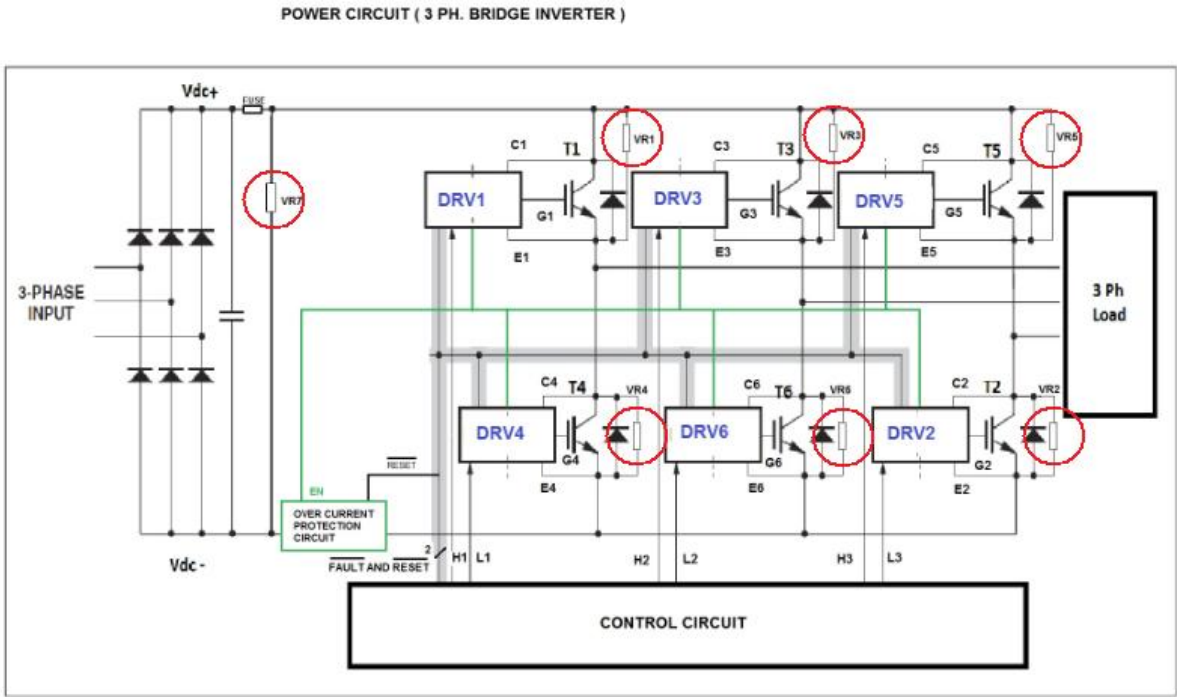 POWER CIRCUIT ( 3 PH. BRIDGE INVERTER )
Vdc+
FUSE
C1
T1
VR1
C3
T3
VR3
C5
T5
VR5
VR7
DRV1
G1
DRV3
G3
DRV5
G5
E1
E3
E5
3-PHASE
INPUT
3 Ph
Load
C4
T4
VR4
C6
T6
VR6
C2
T2
VR2
DRV4
G4
DRV6
G6
DRV2
G2
RESET
E4
E6
E2
EN
OVER CURRENT
PROTECTION
CIRCUIT
Vdc -
FAULT AND RESET
2
H1
L1
H2
L2
H3
L3
CONTROL CIRCUIT